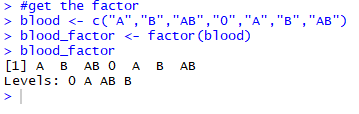 > #get the factor
> blood <- c("A","B","AB","O","A","B","AB")
> blood_factor <- factor(blood)
> blood_factor
[1] A  B  AB O  A  B  AB
Levels: O A AB B
>